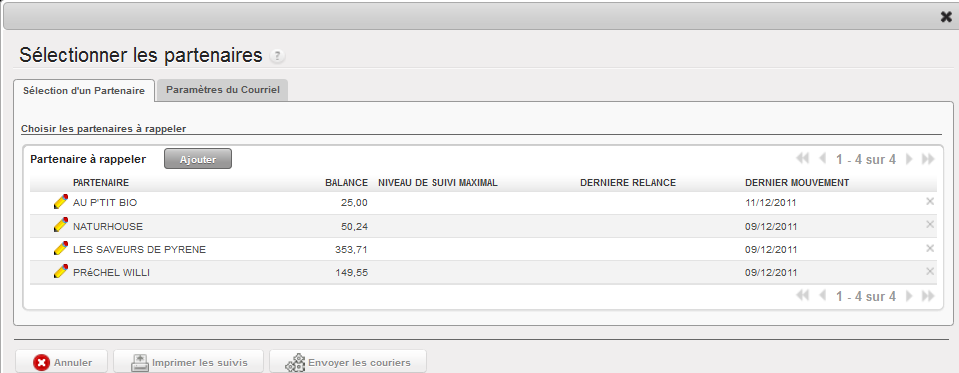 Sélectionner les partenaires ?
Sélection d'un Partenaire Paramètres du Courriel
Choisir les partenaires à rappeler
Partenaire à rappeler Ajouter 1 - 4 sur 4
PARTENAIRE BALANCE NIVEAU DE SUIVI MAXIMAL DERNIERE RELANCE DERNIER MOUVEMENT
AU P'TIT BIO 25,00 11/12/2011
NATURHOUSE 50,24 09/12/2011
LES SAVEURS DE PYRENE 353,71 09/12/2011
PRéCHEL WILLI 149,55 09/12/2011
1 - 4 sur 4
Annuler Imprimer les suivis Envoyer les couriers